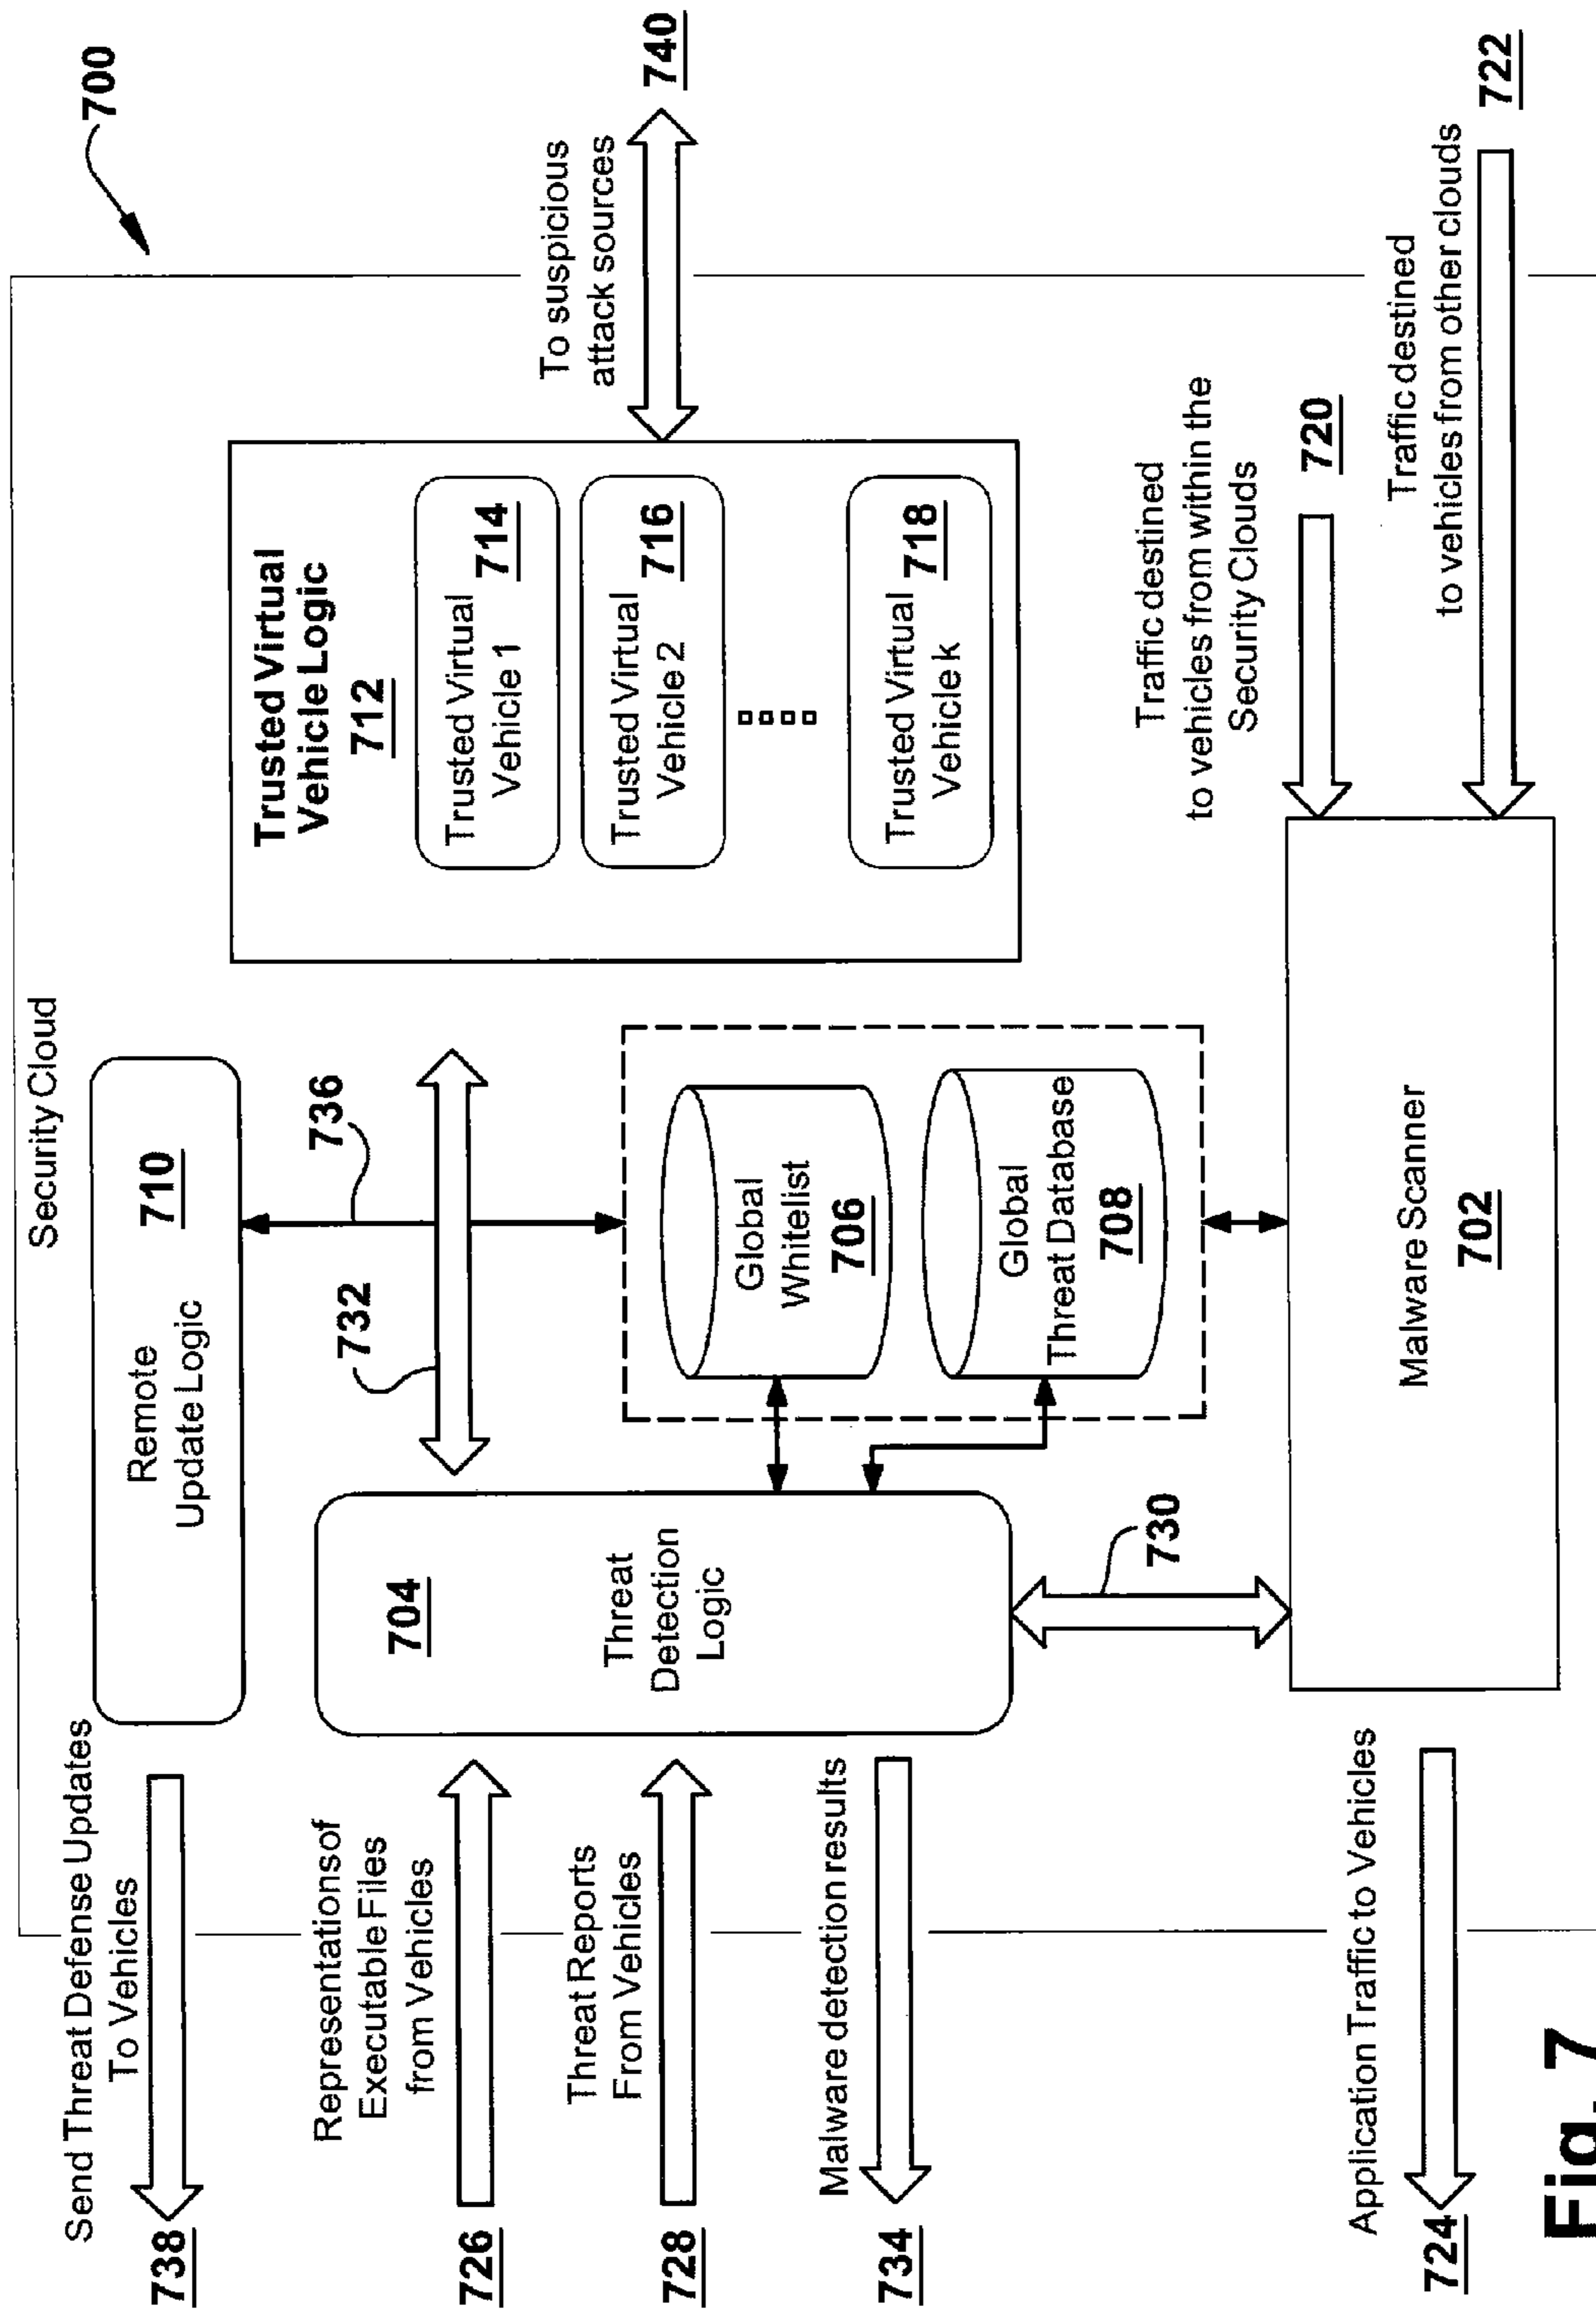 700
Security Cloud
Send Threat Defense Updates
To Vehicles
738
Remote
Update Logic
710
Representations of
Executable Files
from Vehicles
726
Threat Reports
From Vehicles
728
Malware detection results
734
704
Threat
Detection
Logic
732
736
Global
Whitelist
706
Global
Threat Database
708
Trusted Virtual
Vehicle Logic
712
Trusted Virtual
Vehicle 1
714
Trusted Virtual
Vehicle 2
716
Trusted Virtual
Vehicle k
718
To suspicious
attack sources
740
730
Malware Scanner
702
Traffic destined
to vehicles from within the
Security Clouds
720
Traffic destined
to vehicles from other clouds
722
Application Traffic to Vehicles
724
Fig. 7